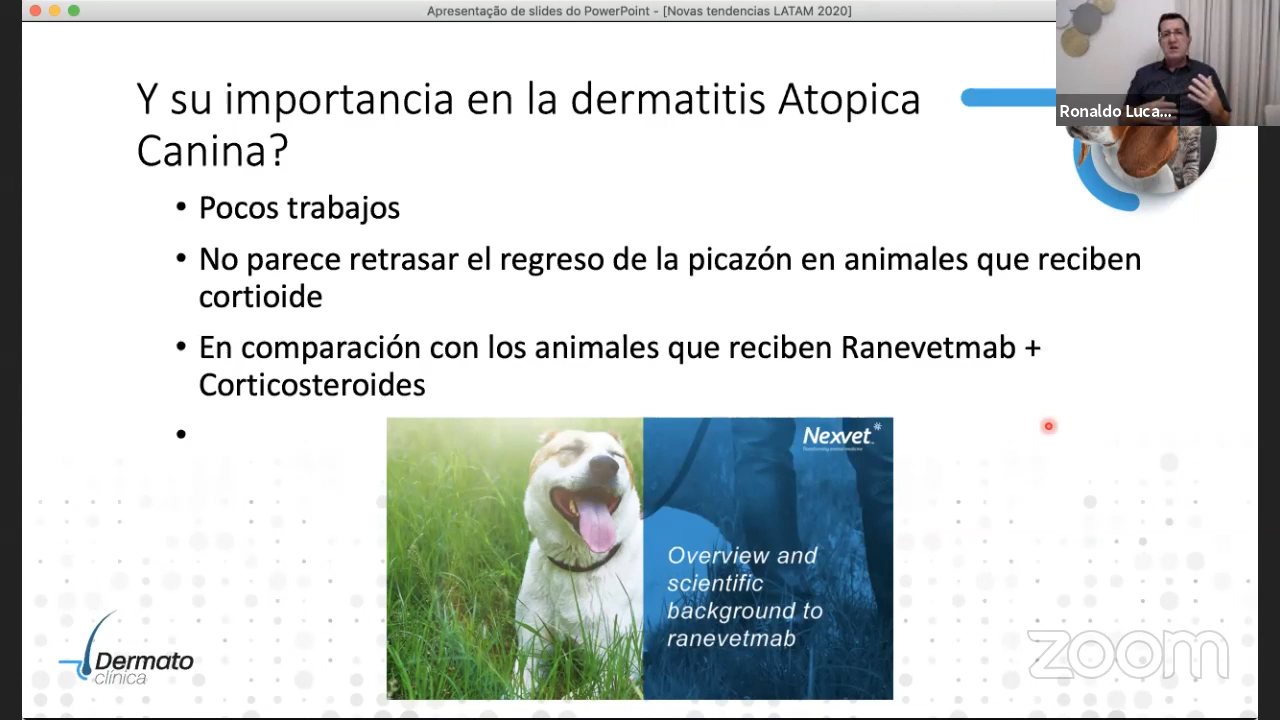 Apresentação de slides do PowerPoint - [Novas tendencias LATAM 2020]
Ronaldo Luca...
Y su importancia en la dermatitis Atopica
Canina?
• Pocos trabajos
• No parece retrasar el regreso de la picazón en animales que reciben
cortioide
• En comparación con los animales que reciben Ranevetmab +
Corticosteroides
•
Nexvet
Overview and
scientific
background to
ranevetmab
Dermato
clínica
zoom